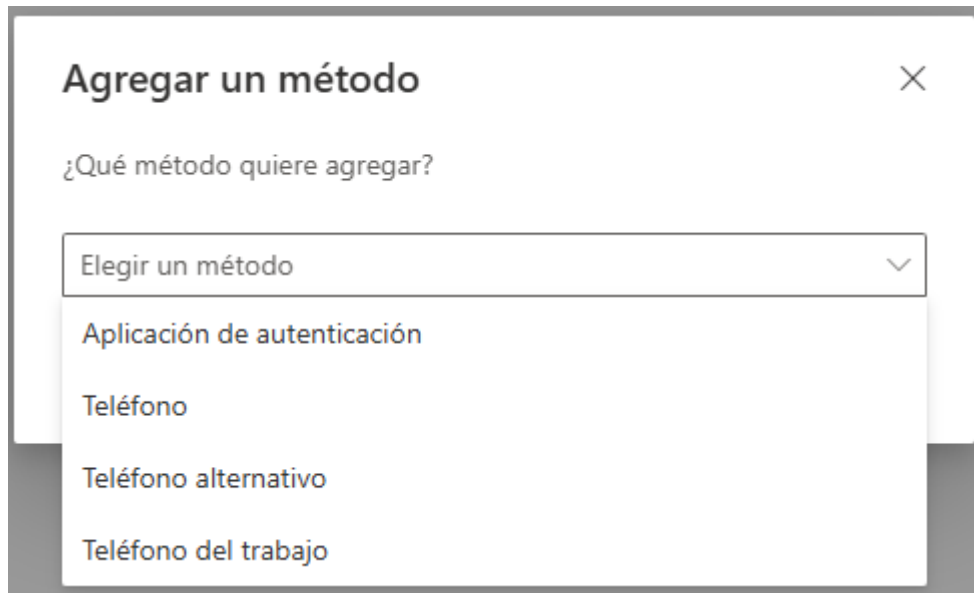 Agregar un método
¿Qué método quiere agregar?
Elegir un método
Aplicación de autenticación
Teléfono
Teléfono alternativo
Teléfono del trabajo